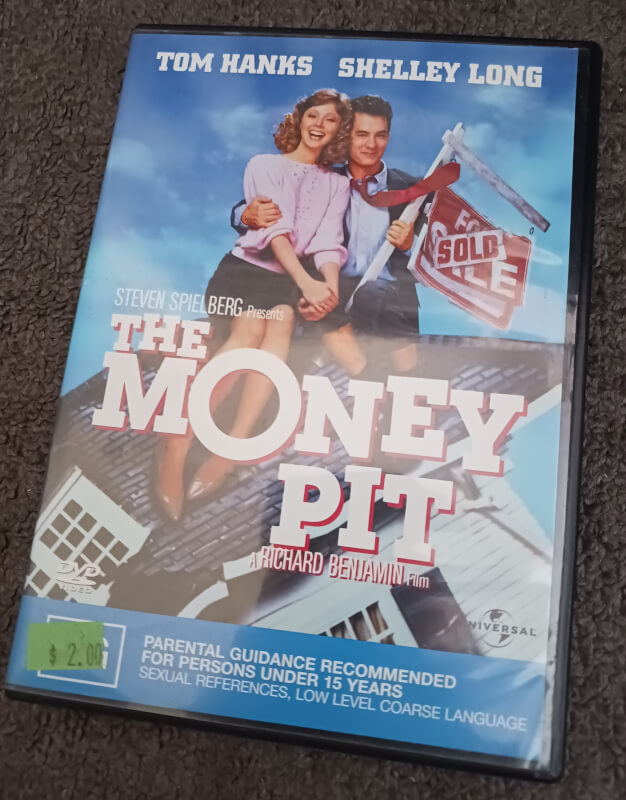 TOM HANKS SHELLEY LONG
FOR
SOLD
STEVEN SPIELBERG Presents
THE
MONEY
PIT
A RICHARD BENJAMIN Film
DVD
VIDEO
UNIVERSAL
$ 2.00
PARENTAL GUIDANCE RECOMMENDED
FOR PERSONS UNDER 15 YEARS
SEXUAL REFERENCES, LOW LEVEL COARSE LANGUAGE